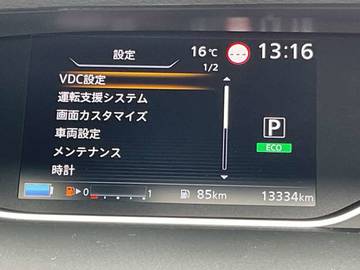 設定 16℃ 13:16
1/2
VDC設定
運転支援システム
画面カスタマイズ
車両設定
P
メンテナンス
ECO
時計
0 1 85km 13334km